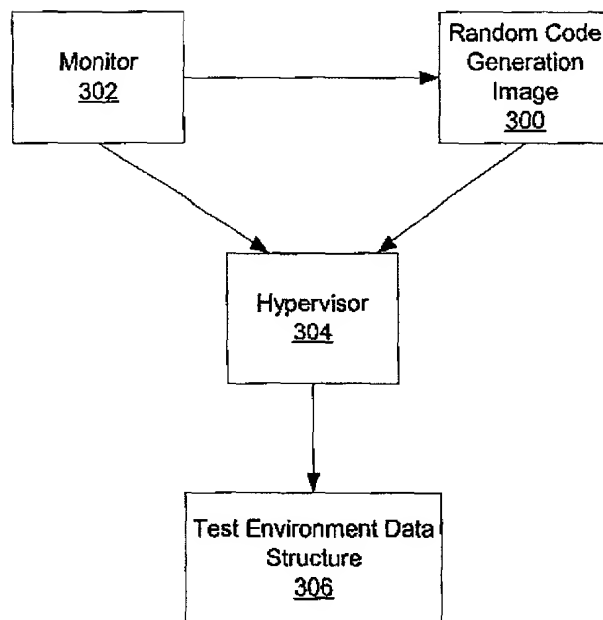 Monitor
302
Random Code
Generation
Image
300
Hypervisor
304
Test Environment Data
Structure
306